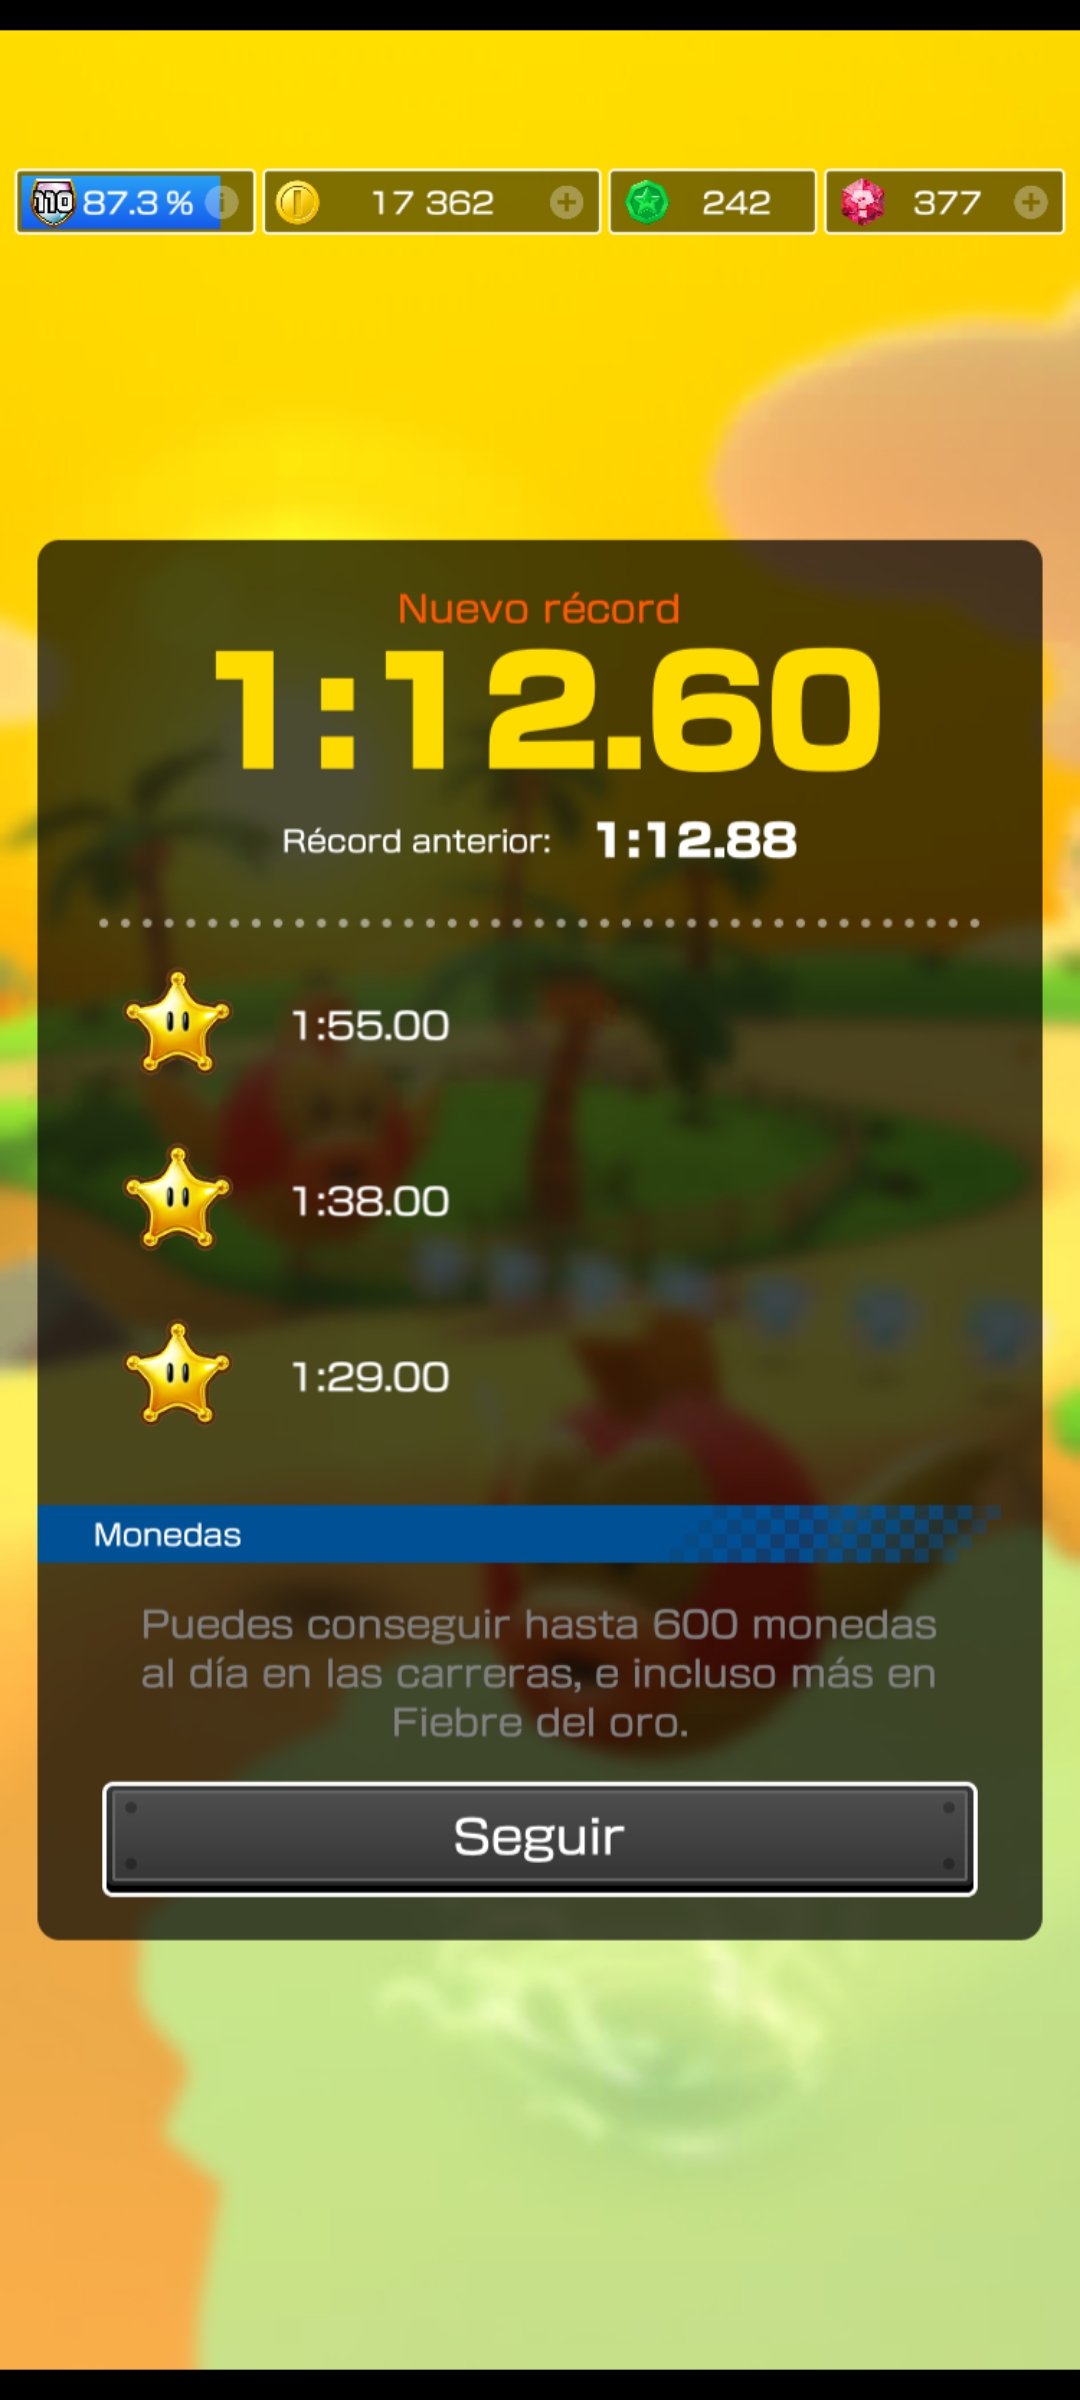 110 87.3 % i 17 362 + 242 377 +
Nuevo récord
1:12.60
Récord anterior: 1:12.88
1:55.00
1:38.00
1:29.00
Monedas
Puedes conseguir hasta 600 monedas
al día en las carreras, e incluso más en
Fiebre del oro.
Seguir